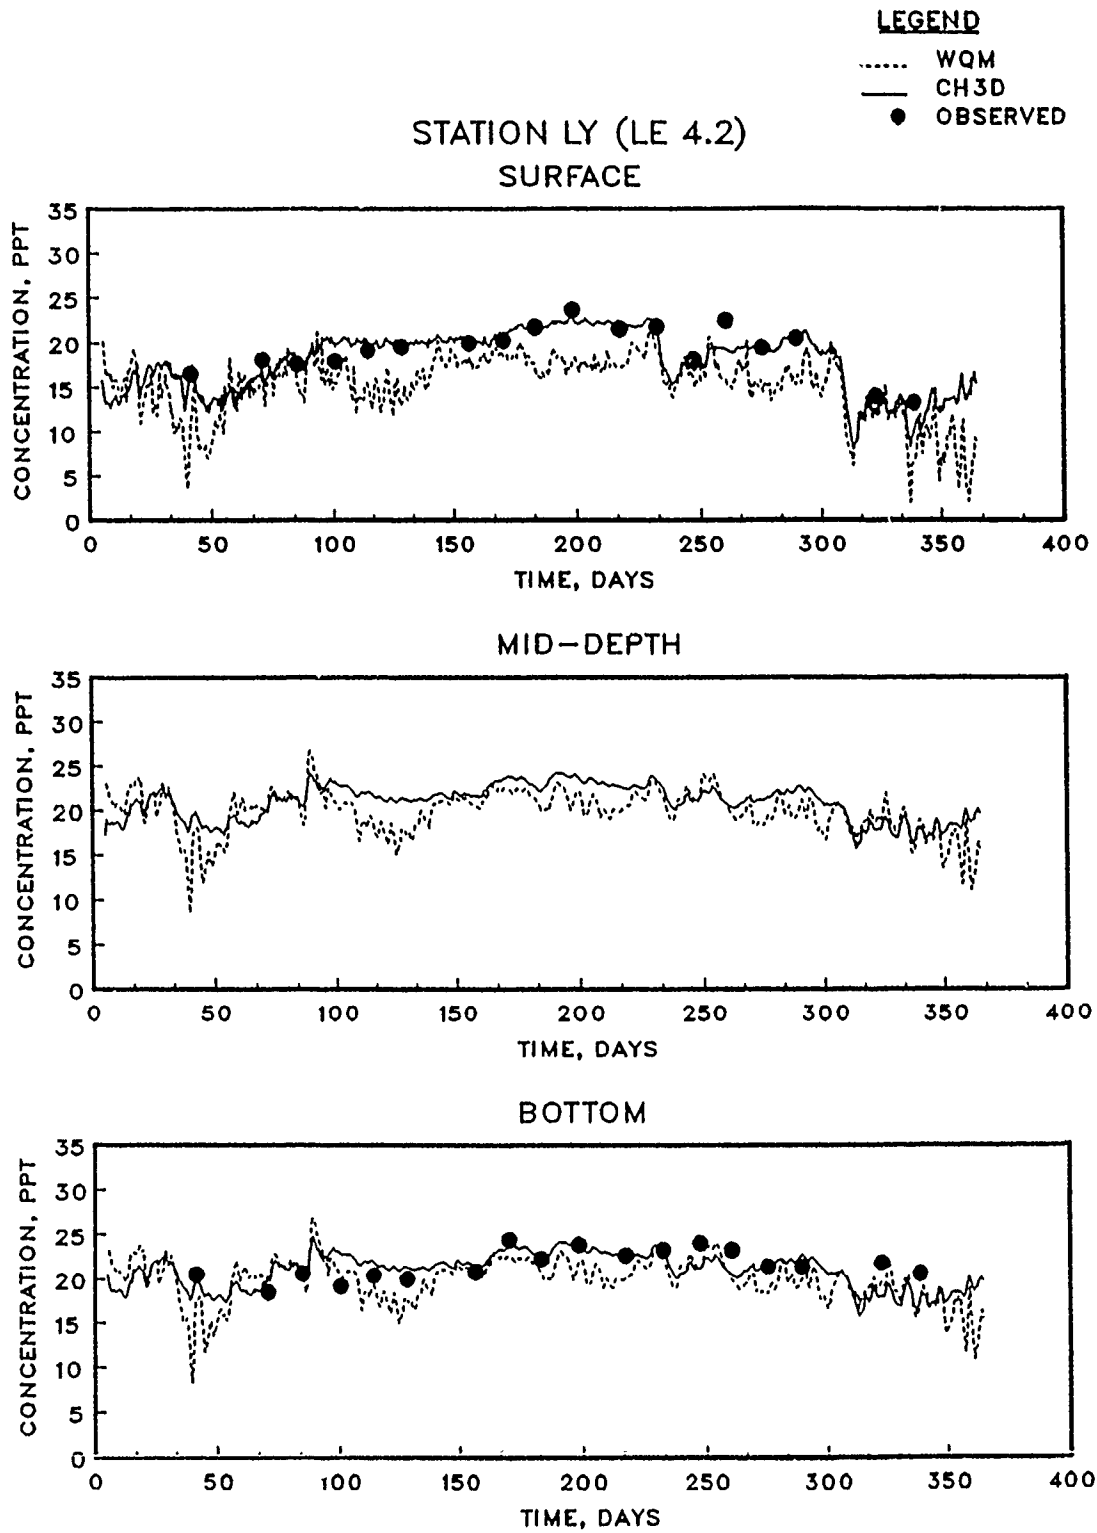 LEGEND
WQM
CH3D
OBSERVED
STATION LY (LE 4.2)
SURFACE
CONCENTRATION, PPT
35
30
25
20
15
10
5
0
0 50 100 150 200 250 300 350 400
TIME, DAYS
MID-DEPTH
CONCENTRATION, PPT
35
30
25
20
15
10
5
0
0 50 100 150 200 250 300 350 400
TIME, DAYS
BOTTOM
CONCENTRATION, PPT
35
30
25
20
15
10
5
0
0 50 100 150 200 250 300 350 400
TIME, DAYS